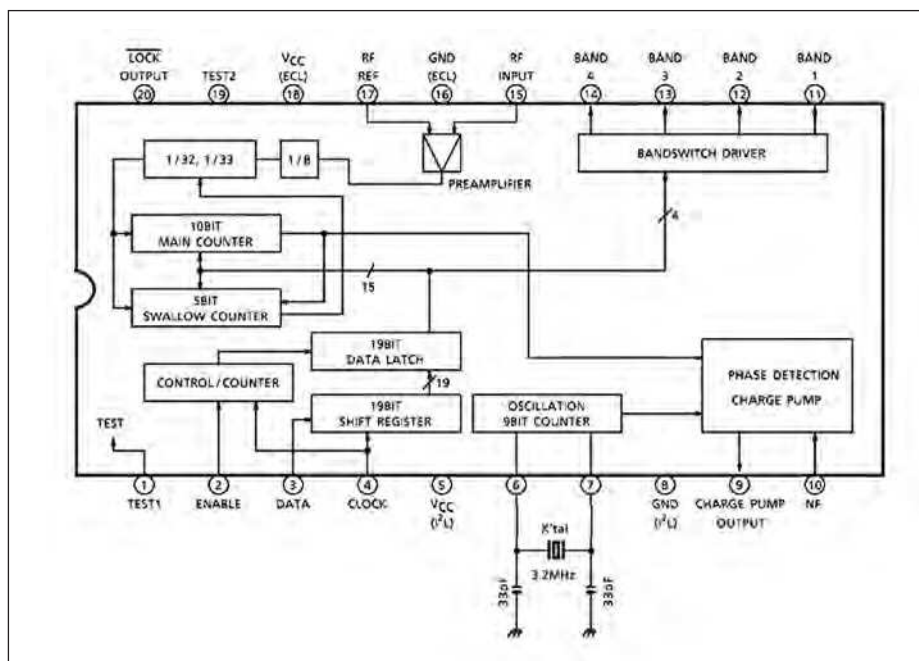 LOCK VCC RF GND RF BAND BAND BAND BAND
OUTPUT TEST2 (ECL) REF (ECL) INPUT 4 3 2 1
20 19 18 17 16 15 14 13 12 11
1/32, 1/33
1/8
PREAMPLIFIER
BANDSWITCH DRIVER
4
10BIT
MAIN COUNTER
15
5BIT
SWALLOW COUNTER
19BIT
DATA LATCH
19
CONTROL/COUNTER
19BIT
SHIFT REGISTER
OSCILLATION
9BIT COUNTER
PHASE DETECTION
CHARGE PUMP
TEST
1 2 3 4 5 6 7 8 9 10
TEST1 ENABLE DATA CLOCK VCC GND CHARGE PUMP NF
(I²L) (I²L) OUTPUT
X'tal
3.2MHz
33pF
33pF